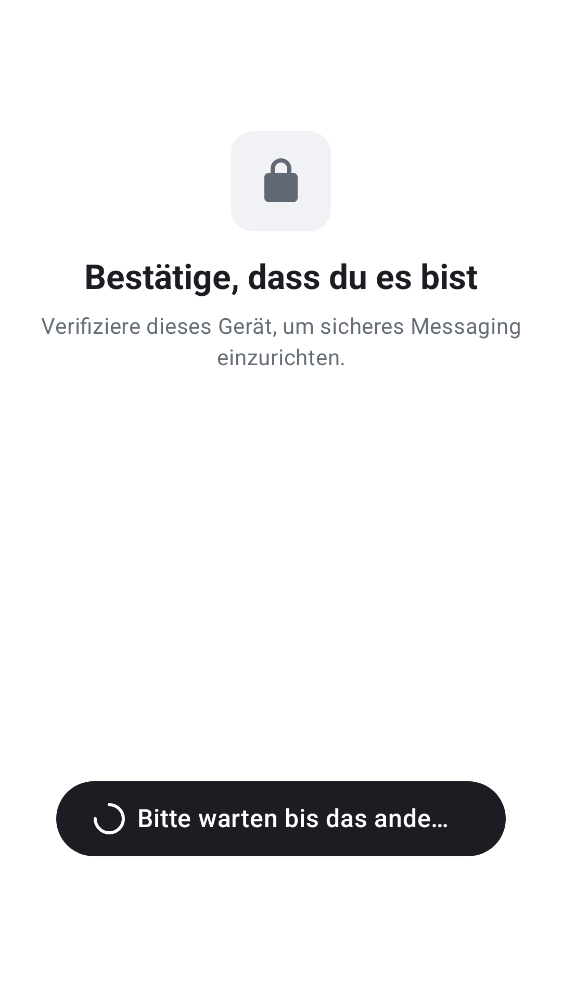 Bestätige, dass du es bist
Verifiziere dieses Gerät, um sicheres Messaging
einzurichten.
Bitte warten bis das ande…